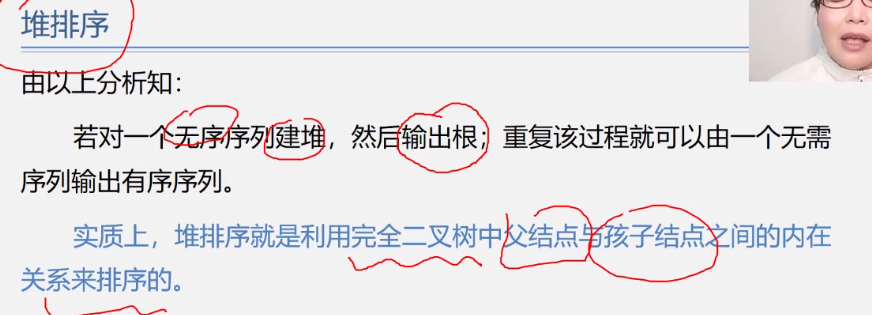 堆排序
由以上分析知：
若对一个无序序列建堆，然后输出根；重复该过程就可以由一个无需
序列输出有序序列。
实质上，堆排序就是利用完全二叉树中父结点与孩子结点之间的内在
关系来排序的。